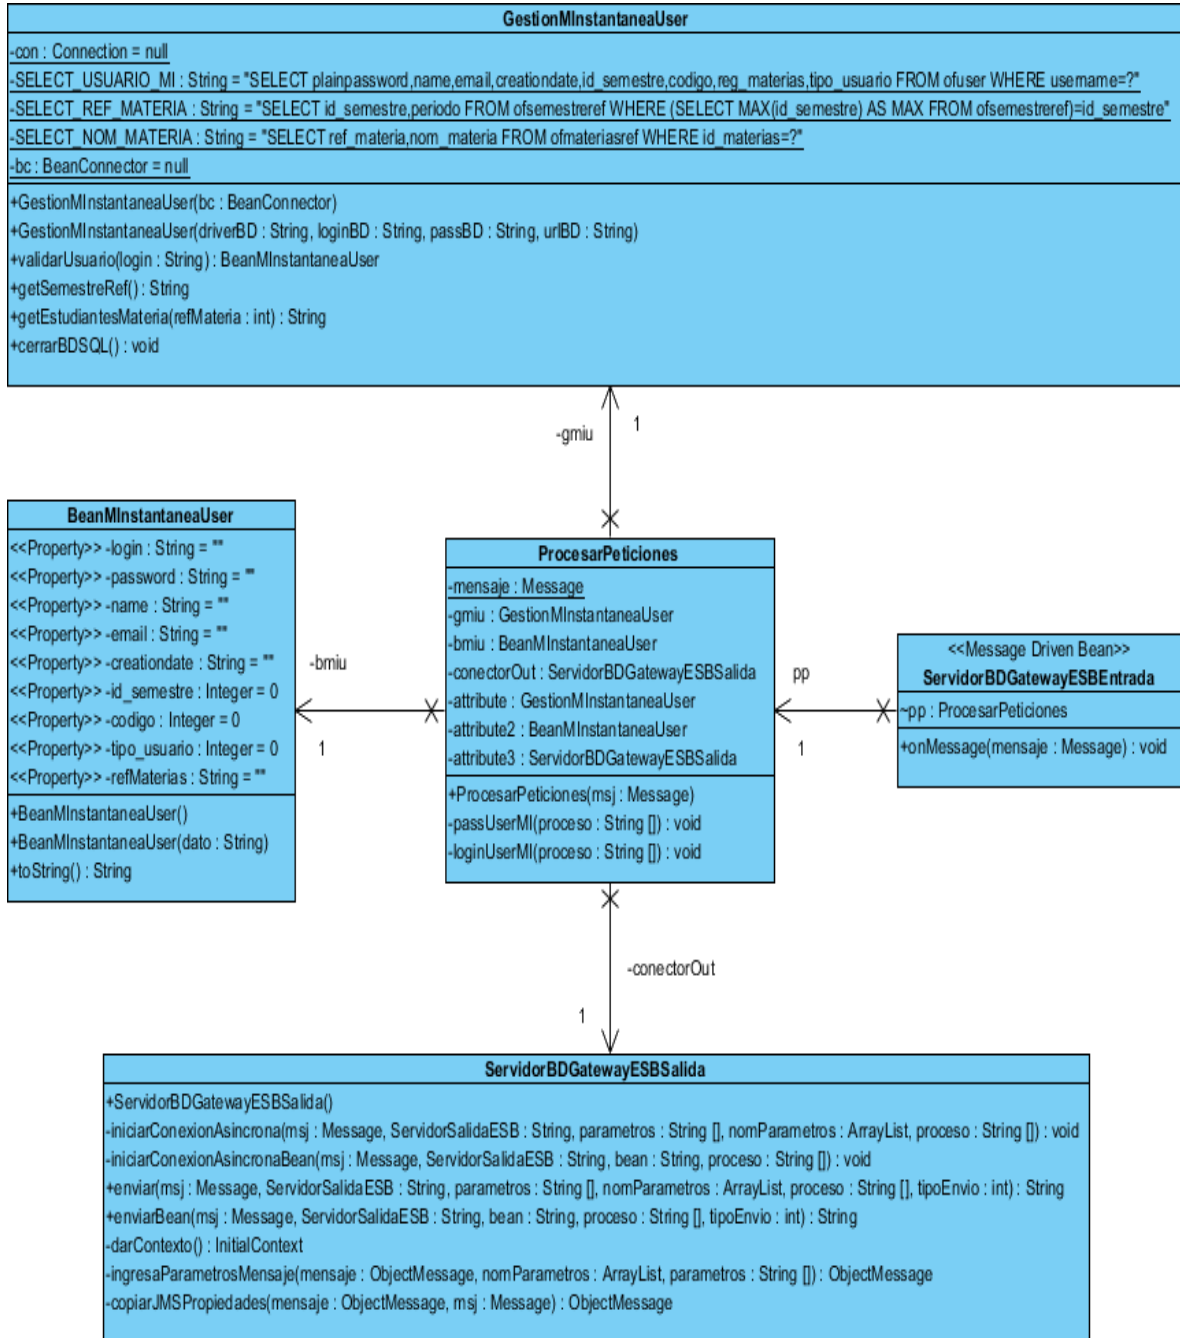 GestionMInstantaneaUser
-con : Connection = null
-SELECT_USUARIO_MI : String = "SELECT plainpassword,name,email,creationdate,id_semestre,codigo,reg_materias,tipo_usuario FROM ofuser WHERE username=?"
-SELECT_REF_MATERIA : String = "SELECT id_semestre,periodo FROM ofsemestreref WHERE (SELECT MAX(id_semestre) AS MAX FROM ofsemestreref)=id_semestre"
-SELECT_NOM_MATERIA : String = "SELECT ref_materia,nom_materia FROM ofmateriasref WHERE id_materias=?"
-bc : BeanConnector = null
+GestionMInstantaneaUser(bc : BeanConnector)
+GestionMInstantaneaUser(driverBD : String, loginBD : String, passBD : String, urlBD : String)
+validarUsuario(login : String) : BeanMInstantaneaUser
+getSemestreRef() : String
+getEstudiantesMateria(refMateria : int) : String
+cerrarBDSQL() : void
1
-gmiu
BeanMInstantaneaUser
<<Property>> -login : String = ""
<<Property>> -password : String = ""
<<Property>> -name : String = ""
<<Property>> -email : String = ""
<<Property>> -creationdate : String = ""
<<Property>> -id_semestre : Integer = 0
<<Property>> -codigo : Integer = 0
<<Property>> -tipo_usuario : Integer = 0
<<Property>> -refMaterias : String = ""
+BeanMInstantaneaUser()
+BeanMInstantaneaUser(dato : String)
+toString() : String
-bmiu
1
ProcesarPeticiones
-mensaje : Message
-gmiu : GestionMInstantaneaUser
-bmiu : BeanMInstantaneaUser
-conectorOut : ServidorBDGatewayESBSalida
-attribute : GestionMInstantaneaUser
-attribute2 : BeanMInstantaneaUser
-attribute3 : ServidorBDGatewayESBSalida
+ProcesarPeticiones(msj : Message)
-passUserMI(proceso : String []) : void
-loginUserMI(proceso : String []) : void
pp
1
<<Message Driven Bean>>
ServidorBDGatewayESBEntrada
~pp : ProcesarPeticiones
+onMessage(mensaje : Message) : void
-conectorOut
1
ServidorBDGatewayESBSalida
+ServidorBDGatewayESBSalida()
-iniciarConexionAsincrona(msj : Message, ServidorSalidaESB : String, parametros : String [], nomParametros : ArrayList, proceso : String []) : void
-iniciarConexionAsincronaBean(msj : Message, ServidorSalidaESB : String, bean : String, proceso : String []) : void
+enviar(msj : Message, ServidorSalidaESB : String, parametros : String [], nomParametros : ArrayList, proceso : String [], tipoEnvio : int) : String
+enviarBean(msj : Message, ServidorSalidaESB : String, bean : String, proceso : String [], tipoEnvio : int) : String
-darContexto() : InitialContext
-ingresaParametrosMensaje(mensaje : ObjectMessage, nomParametros : ArrayList, parametros : String []) : ObjectMessage
-copiarJMSPropiedades(mensaje : ObjectMessage, msj : Message) : ObjectMessage